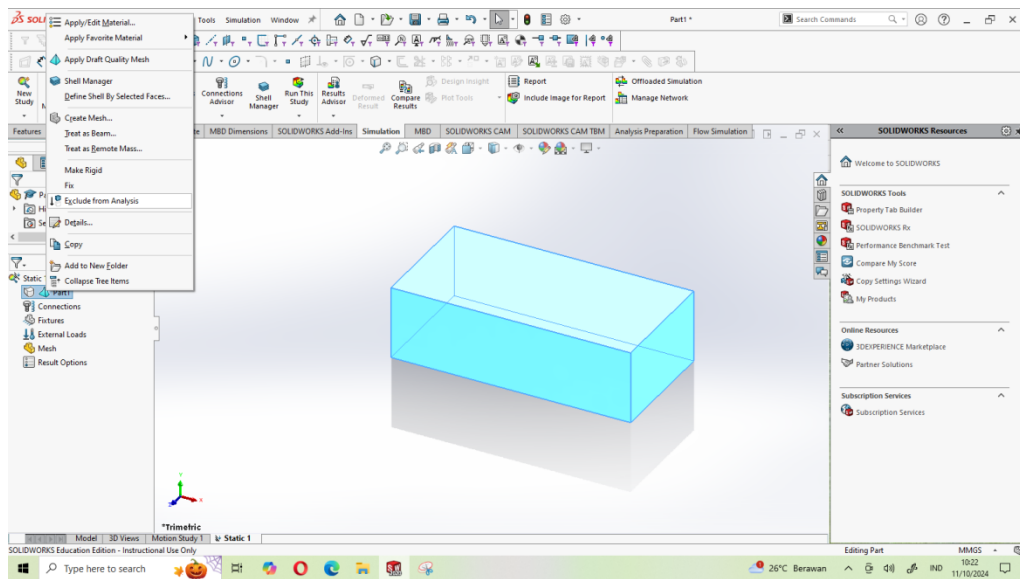 SOLI
Tools Simulation Window
Part1 *
Search Commands
Apply/Edit Material...
Apply Favorite Material
Apply Draft Quality Mesh
Shell Manager
Define Shell By Selected Faces...
Create Mesh...
Treat as Beam...
Treat as Remote Mass...
Make Rigid
Fix
Exclude from Analysis
Details...
Copy
Add to New Folder
Collapse Tree Items
New Study
Connections Advisor
Shell Manager
Run This Study
Results Advisor
Deformed Result
Compare Results
Design Insight
Plot Tools
Report
Include Image for Report
Offloaded Simulation
Manage Network
Features
MBD Dimensions SOLIDWORKS Add-Ins Simulation MBD SOLIDWORKS CAM SOLIDWORKS CAM TBM Analysis Preparation Flow Simulation
Static
Part1
Connections
Fixtures
External Loads
Mesh
Result Options
SOLIDWORKS Resources
Welcome to SOLIDWORKS
SOLIDWORKS Tools
Property Tab Builder
SOLIDWORKS Rx
Performance Benchmark Test
Compare My Score
Copy Settings Wizard
My Products
Online Resources
3DEXPERIENCE Marketplace
Partner Solutions
Subscription Services
Subscription Services
Y
X
*Trimetric
Model 3D Views Motion Study 1 Static 1
SOLIDWORKS Education Edition - Instructional Use Only
Editing Part MMGS
Type here to search
26°C Berawan
IND
10:22
11/10/2024